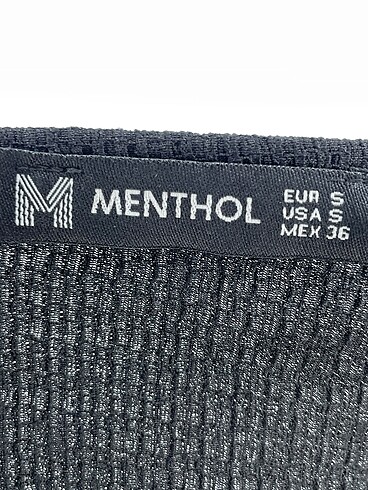 M MENTHOL
EUR S
USA S
MEX 36